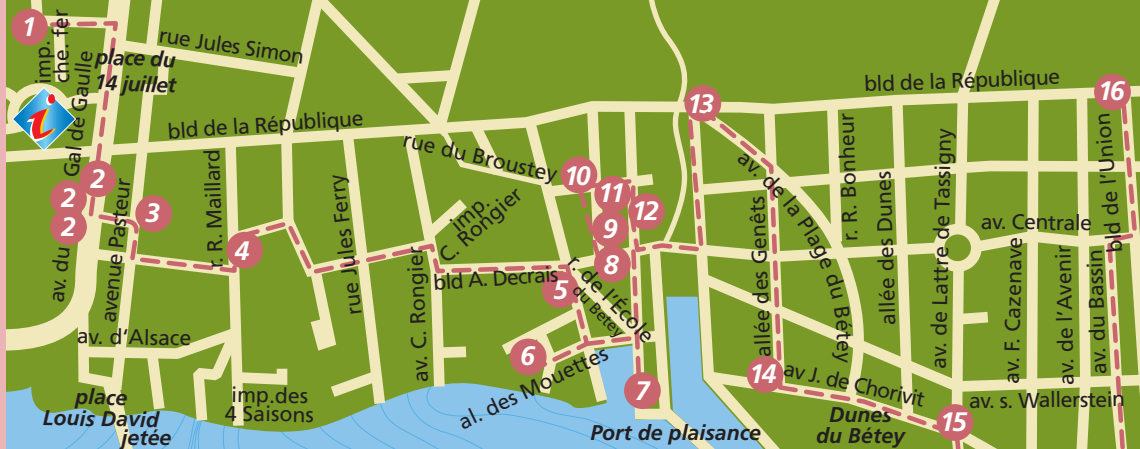 1
imp.
che. fer
rue Jules Simon
place du
14 juillet
i
av. du Gal de Gaulle
bld de la République
bld de la République
16
13
2
2
2
3
avenue Pasteur
r. R. Maillard
4
rue Jules Ferry
rue du Broustey
10
11
12
9
8
imp.
C. Rongier
av. C. Rongier
bld A. Decrais
5
r. de l'École
du Betey
6
al. des Mouettes
7
av. de la Plage du Bétey
allée des Genêts
r. R. Bonheur
allée des Dunes
av. de Lattre de Tassigny
av. Centrale
av. F. Cazenave
av. de l'Avenir
av. du Bassin
bld de l'Union
av. d'Alsace
place
Louis David
jetée
imp.des
4 Saisons
Port de plaisance
14
av J. de Chorivit
Dunes
du Bétey
15
av. s. Wallerstein